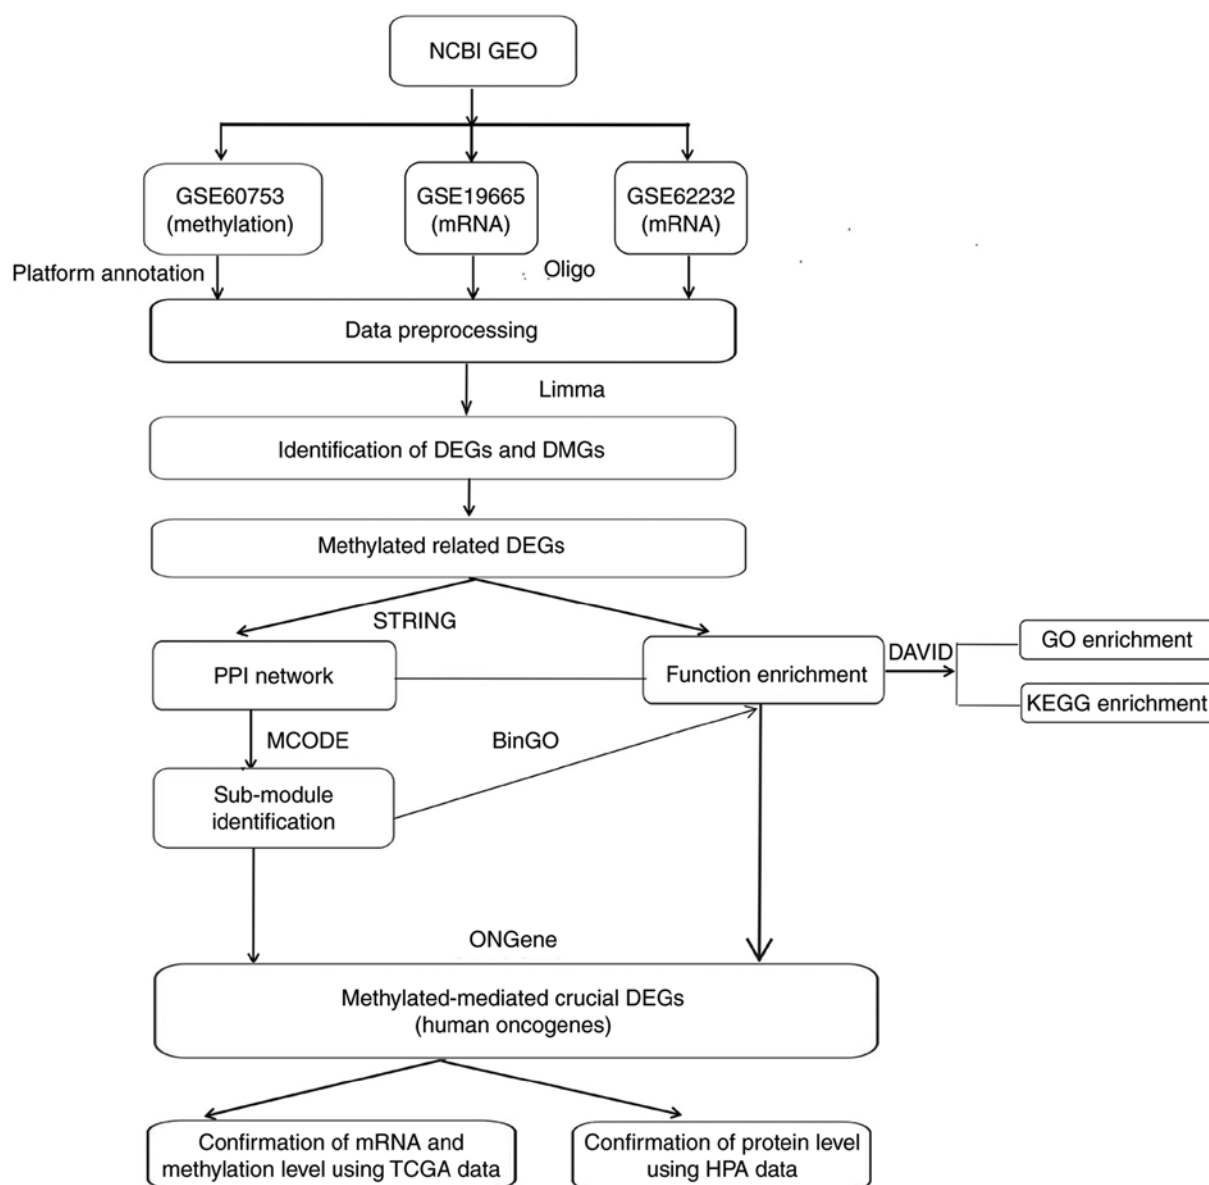 NCBI GEO
GSE60753
(methylation)
GSE19665
(mRNA)
GSE62232
(mRNA)
Platform annotation
Oligo
Data preprocessing
Limma
Identification of DEGs and DMGs
Methylated related DEGs
STRING
PPI network
Function enrichment
DAVID
GO enrichment
KEGG enrichment
MCODE
BinGO
Sub-module
identification
ONGene
Methylated-mediated crucial DEGs
(human oncogenes)
Confirmation of mRNA and
methylation level using TCGA data
Confirmation of protein level
using HPA data